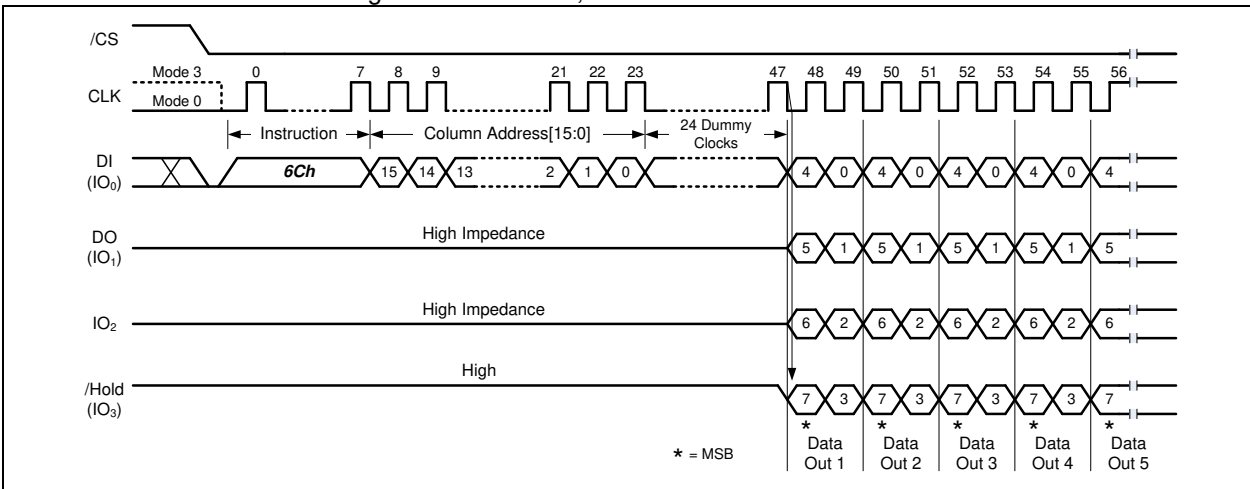 /CS
Mode 3 0 7 8 9 21 22 23 47 48 49 50 51 52 53 54 55 56
CLK
Mode 0
Instruction Column Address[15:0] 24 Dummy
Clocks
DI 6Ch 15 14 13 2 1 0 4 0 4 0 4 0 4 0 4
(IO₀)
DO High Impedance 5 1 5 1 5 1 5 1 5
(IO₁)
IO₂ High Impedance 6 2 6 2 6 2 6 2 6
High
/Hold 7 3 7 3 7 3 7 3 7
(IO₃)
* * * * *
* = MSB Data Data Data Data Data
Out 1 Out 2 Out 3 Out 4 Out 5